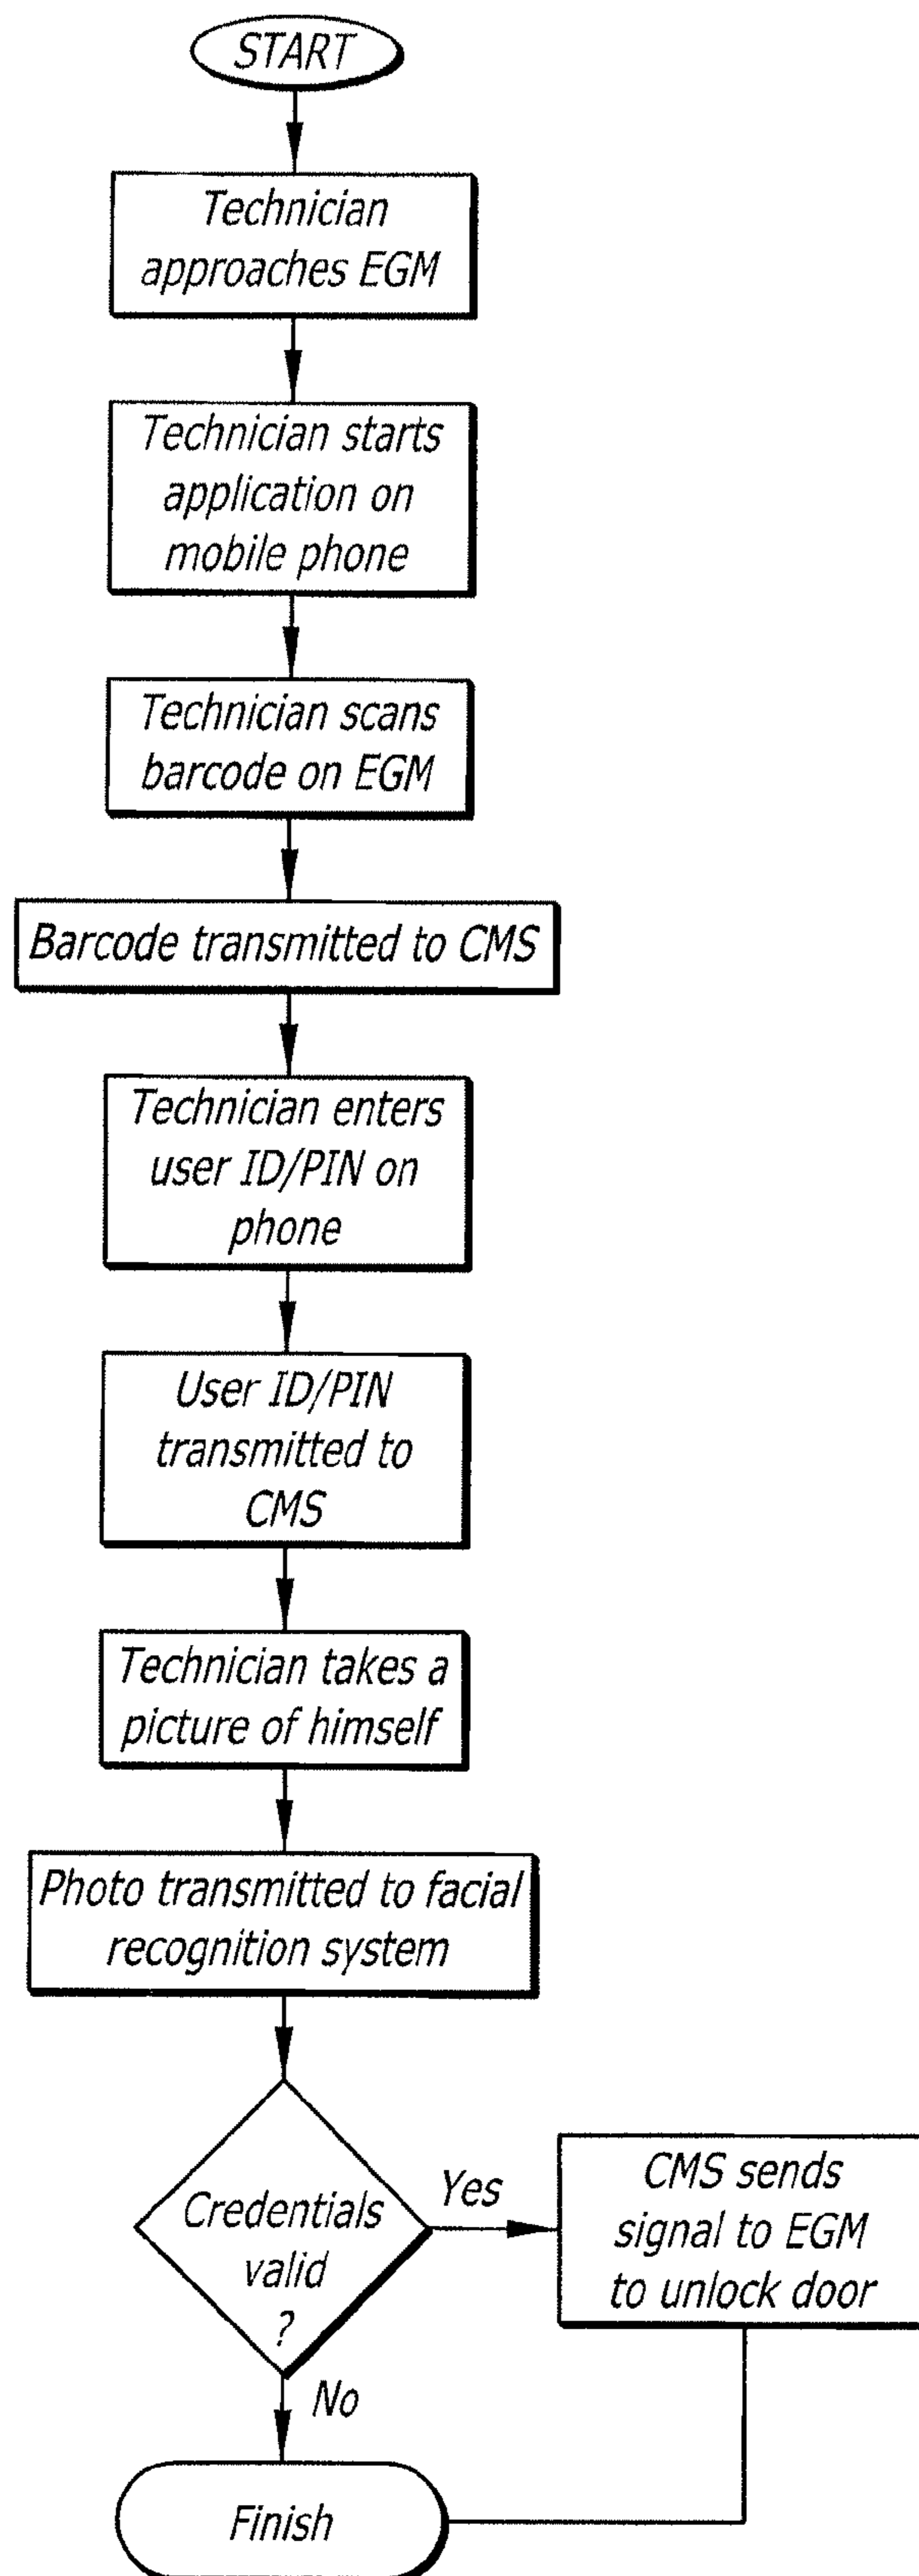 START
Technician
approaches EGM
Technician starts
application on
mobile phone
Technician scans
barcode on EGM
Barcode transmitted to CMS
Technician enters
user ID/PIN on
phone
User ID/PIN
transmitted to
CMS
Technician takes a
picture of himself
Photo transmitted to facial
recognition system
Credentials
valid
?
Yes
CMS sends
signal to EGM
to unlock door
No
Finish